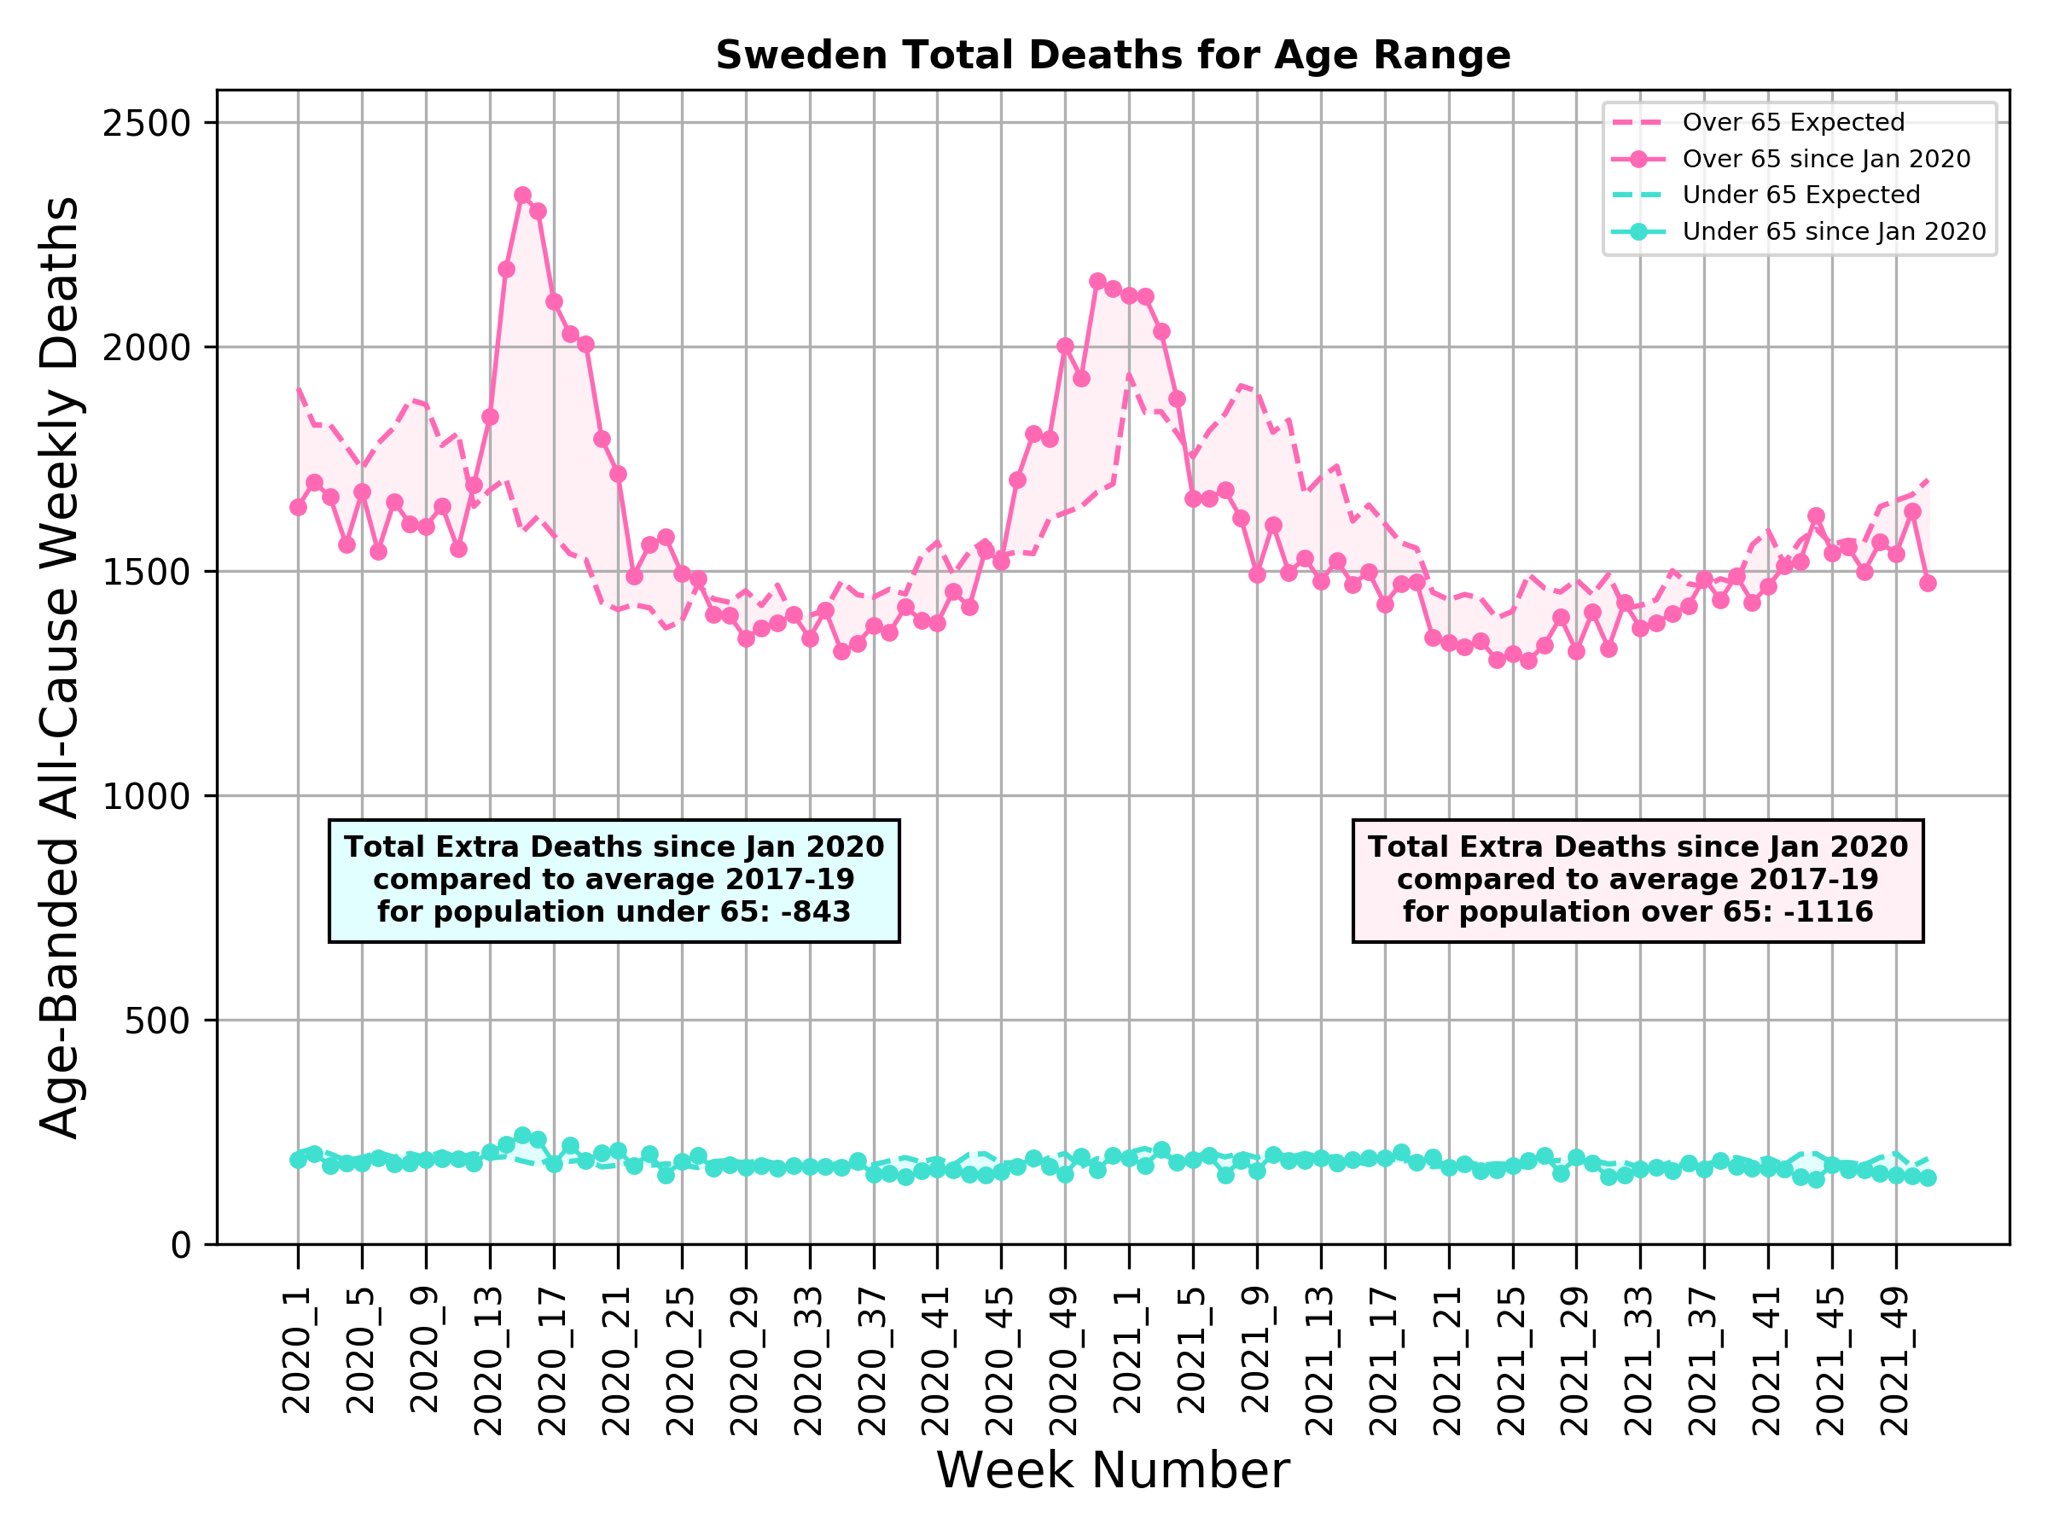 Sweden Total Deaths for Age Range
Age-Banded All-Cause Weekly Deaths
2500
2000
1500
1000
500
0
Over 65 Expected
Over 65 since Jan 2020
Under 65 Expected
Under 65 since Jan 2020
Total Extra Deaths since Jan 2020
compared to average 2017-19
for population under 65: -843
Total Extra Deaths since Jan 2020
compared to average 2017-19
for population over 65: -1116
2020_1
2020_5
2020_9
2020_13
2020_17
2020_21
2020_25
2020_29
2020_33
2020_37
2020_41
2020_45
2020_49
2021_1
2021_5
2021_9
2021_13
2021_17
2021_21
2021_25
2021_29
2021_33
2021_37
2021_41
2021_45
2021_49
Week Number